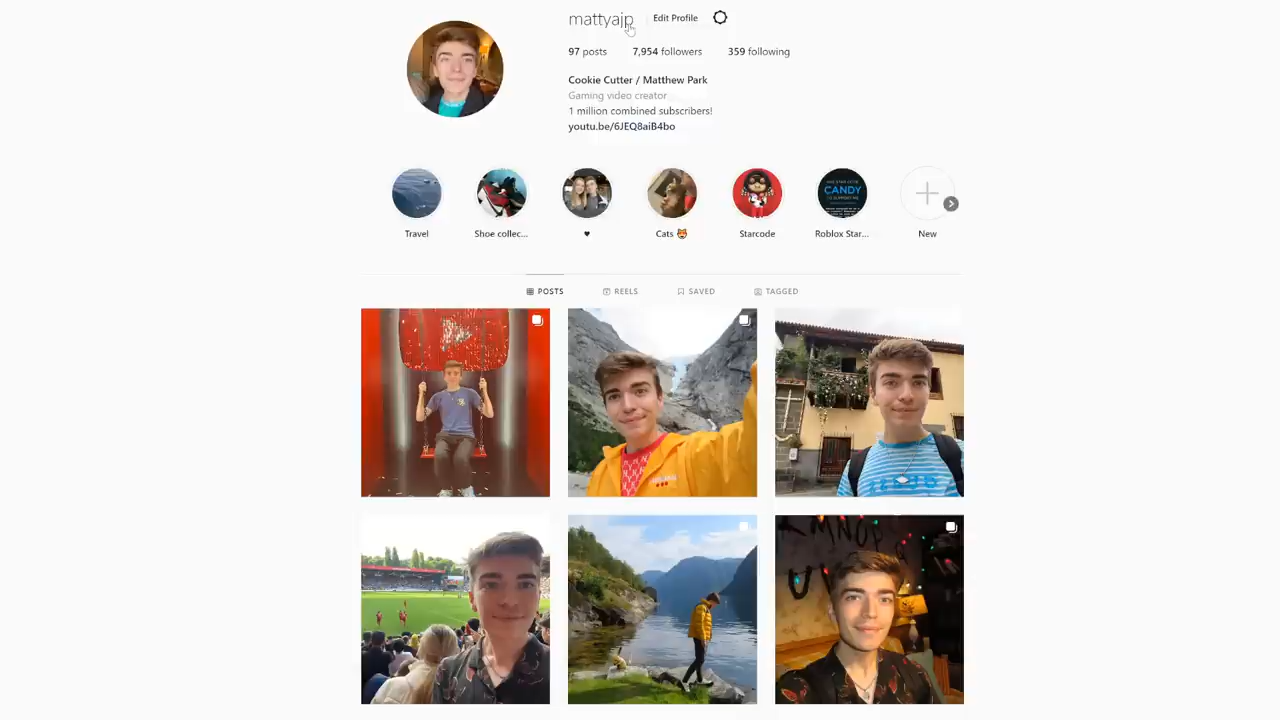 mattyajp Edit Profile
97 posts 7,954 followers 359 following
Cookie Cutter / Matthew Park
Gaming video creator
1 million combined subscribers!
youtu.be/6JEQ8aiB4bo
CANDY
Travel Shoe collec... ♥ Cats 😺 Starcode Roblox Star... New
POSTS REELS SAVED TAGGED